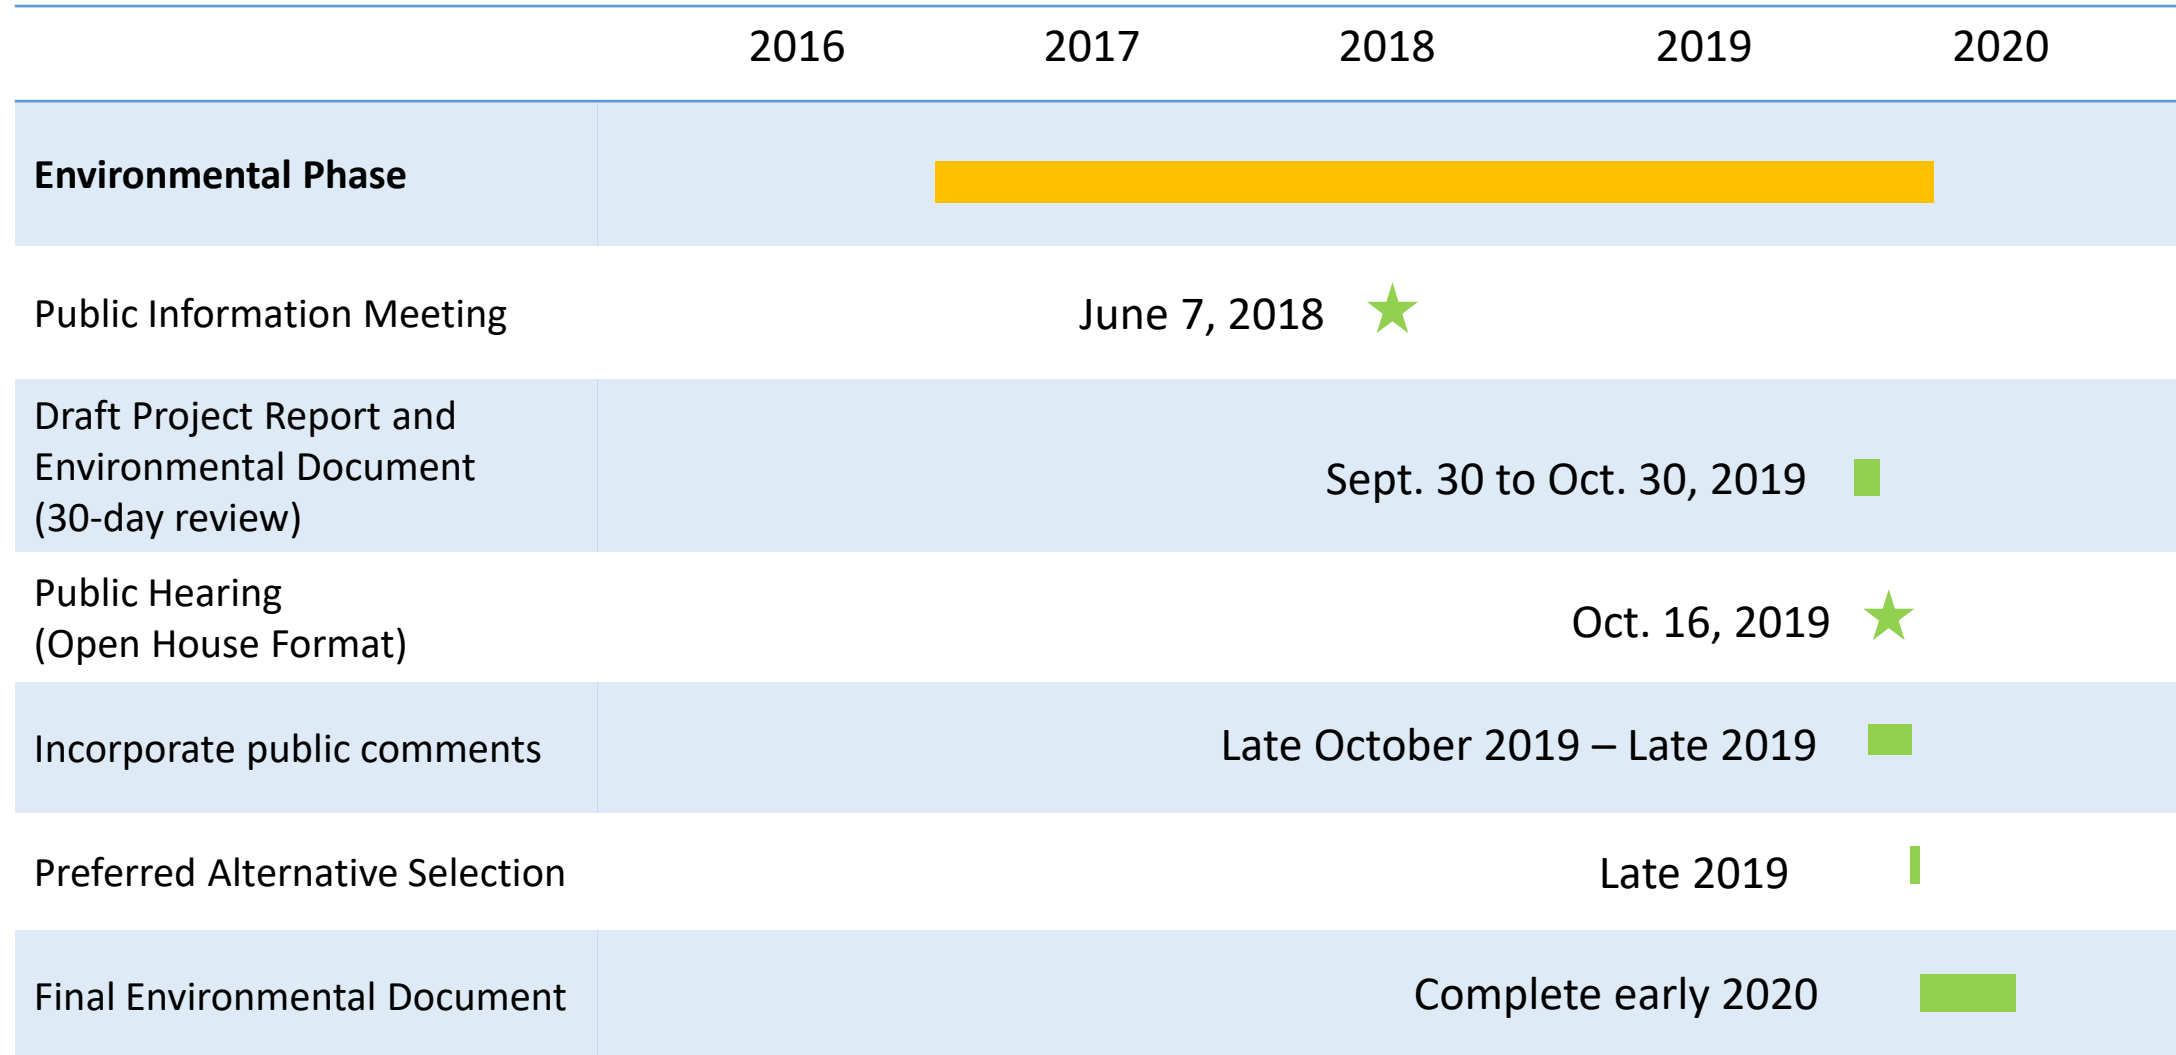 2016 2017 2018 2019 2020
Environmental Phase
Public Information Meeting
June 7, 2018
Draft Project Report and
Environmental Document
(30-day review)
Sept. 30 to Oct. 30, 2019
Public Hearing
(Open House Format)
Oct. 16, 2019
Incorporate public comments
Late October 2019 – Late 2019
Preferred Alternative Selection
Late 2019
Final Environmental Document
Complete early 2020